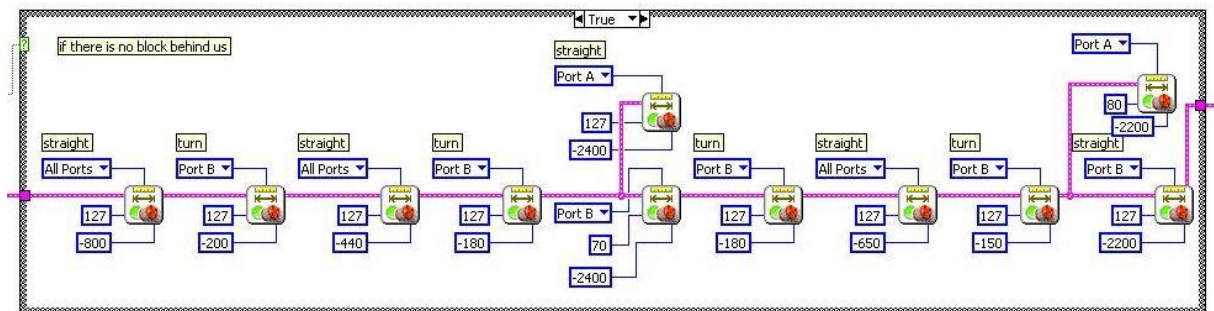 True
?
if there is no block behind us
straight
All Ports
127
-800
turn
Port B
127
-200
straight
All Ports
127
-440
turn
Port B
127
-180
straight
Port A
127
-2400
Port B
70
-2400
turn
Port B
127
-180
straight
All Ports
127
-650
turn
Port B
127
-150
Port A
80
-2200
straight
Port B
127
-2200